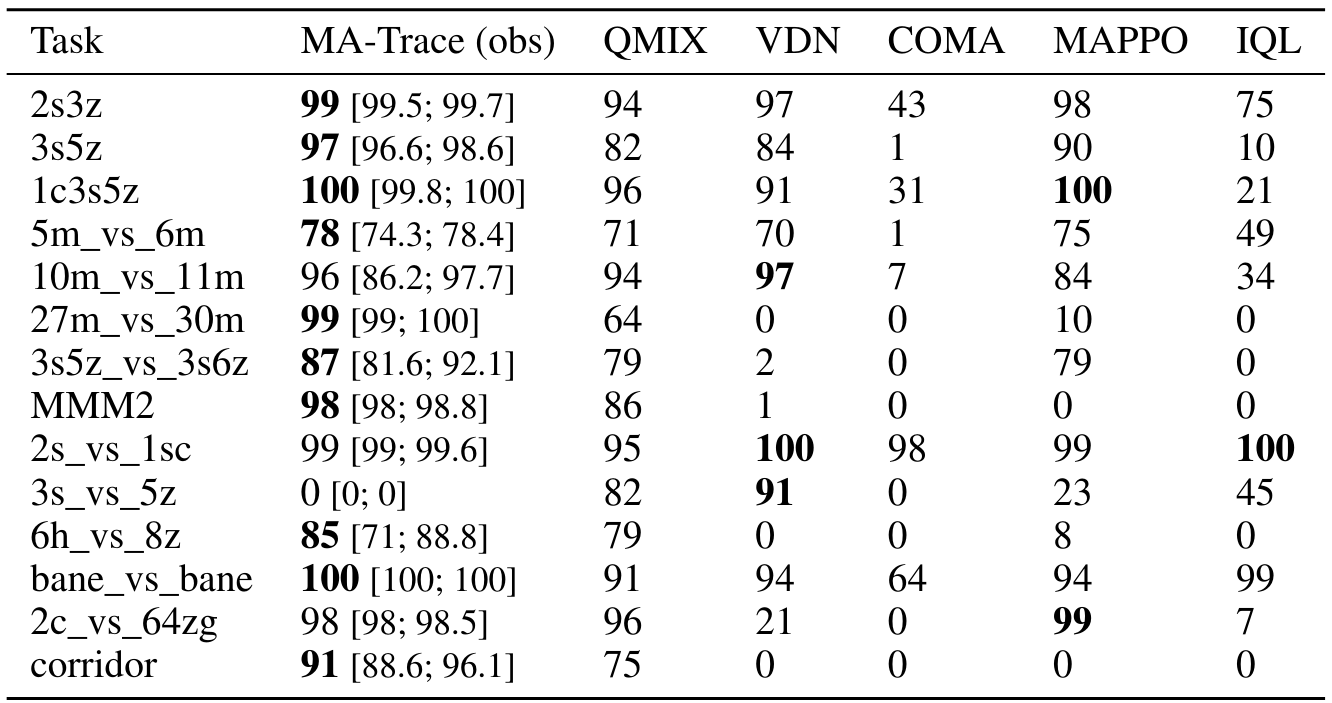 Task MA-Trace (obs) QMIX VDN COMA MAPPO IQL
2s3z 99 [99.5; 99.7] 94 97 43 98 75
3s5z 97 [96.6; 98.6] 82 84 1 90 10
1c3s5z 100 [99.8; 100] 96 91 31 100 21
5m_vs_6m 78 [74.3; 78.4] 71 70 1 75 49
10m_vs_11m 96 [86.2; 97.7] 94 97 7 84 34
27m_vs_30m 99 [99; 100] 64 0 0 10 0
3s5z_vs_3s6z 87 [81.6; 92.1] 79 2 0 79 0
MMM2 98 [98; 98.8] 86 1 0 0 0
2s_vs_1sc 99 [99; 99.6] 95 100 98 99 100
3s_vs_5z 0 [0; 0] 82 91 0 23 45
6h_vs_8z 85 [71; 88.8] 79 0 0 8 0
bane_vs_bane 100 [100; 100] 91 94 64 94 99
2c_vs_64zg 98 [98; 98.5] 96 21 0 99 7
corridor 91 [88.6; 96.1] 75 0 0 0 0